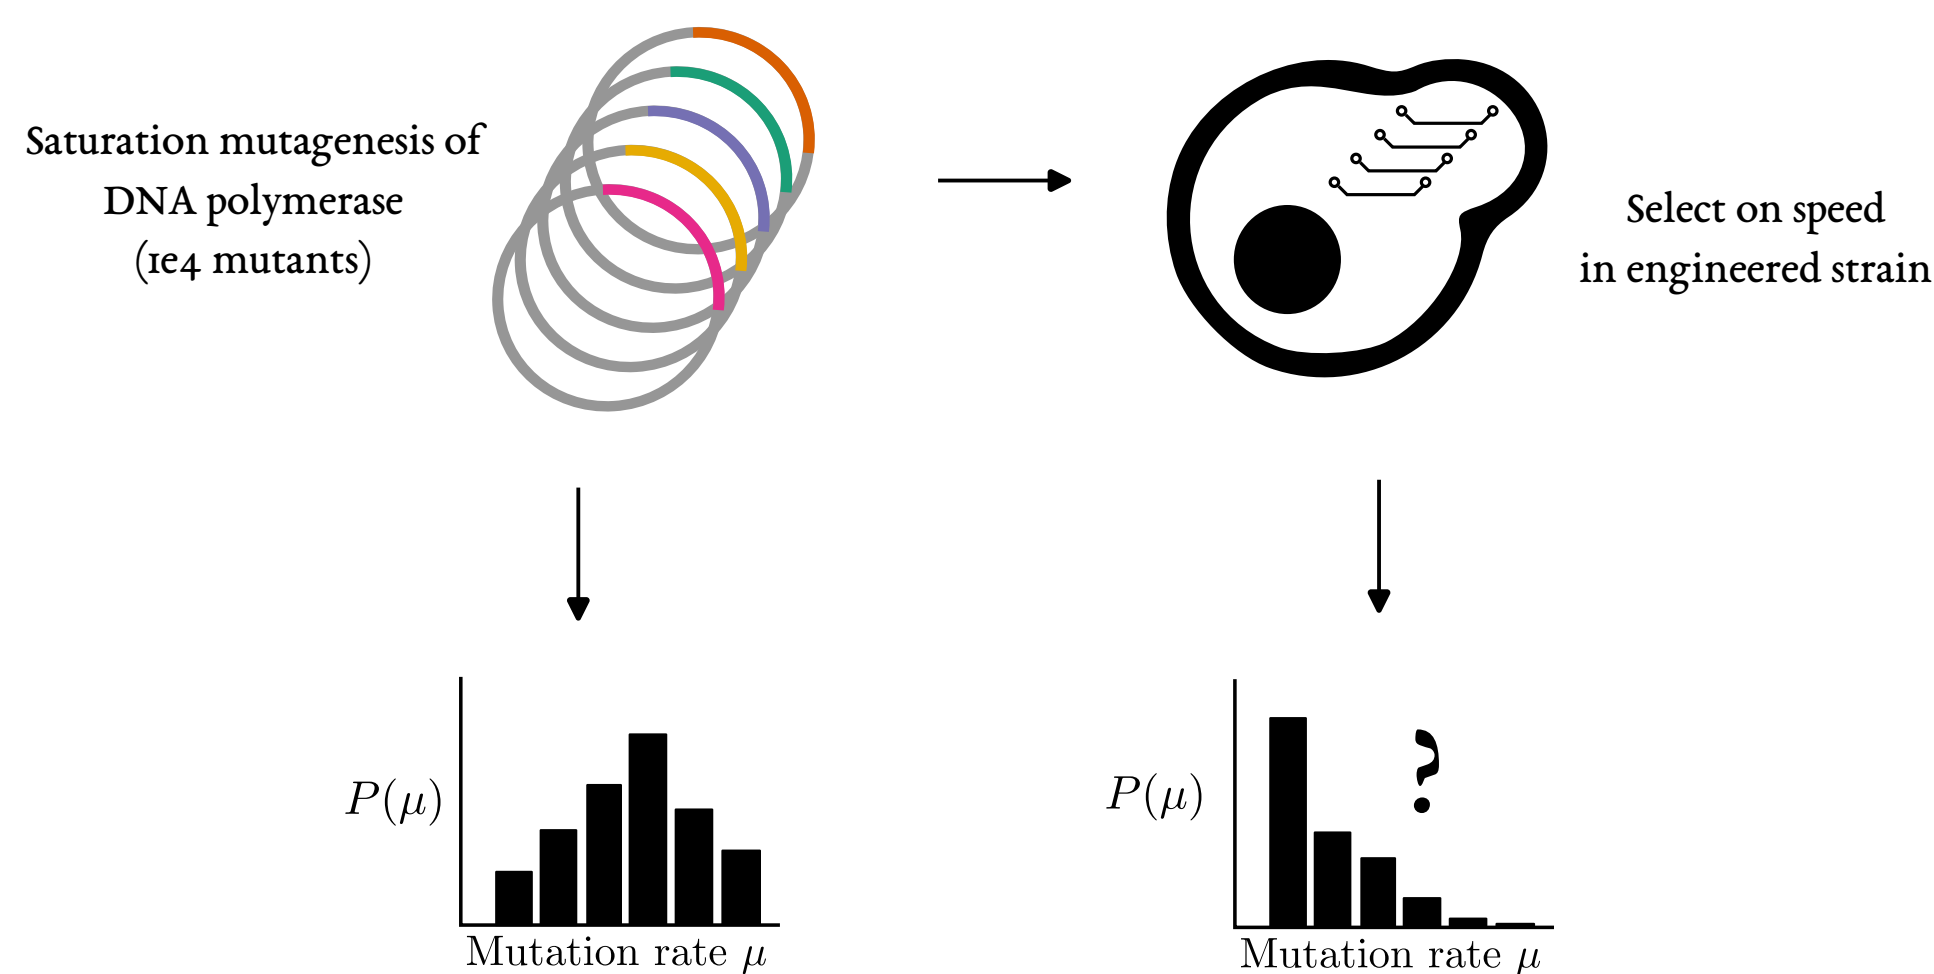 Saturation mutagenesis of
DNA polymerase
(1e4 mutants)
Select on speed
in engineered strain
P(μ)
Mutation rate μ
P(μ)
?
Mutation rate μ